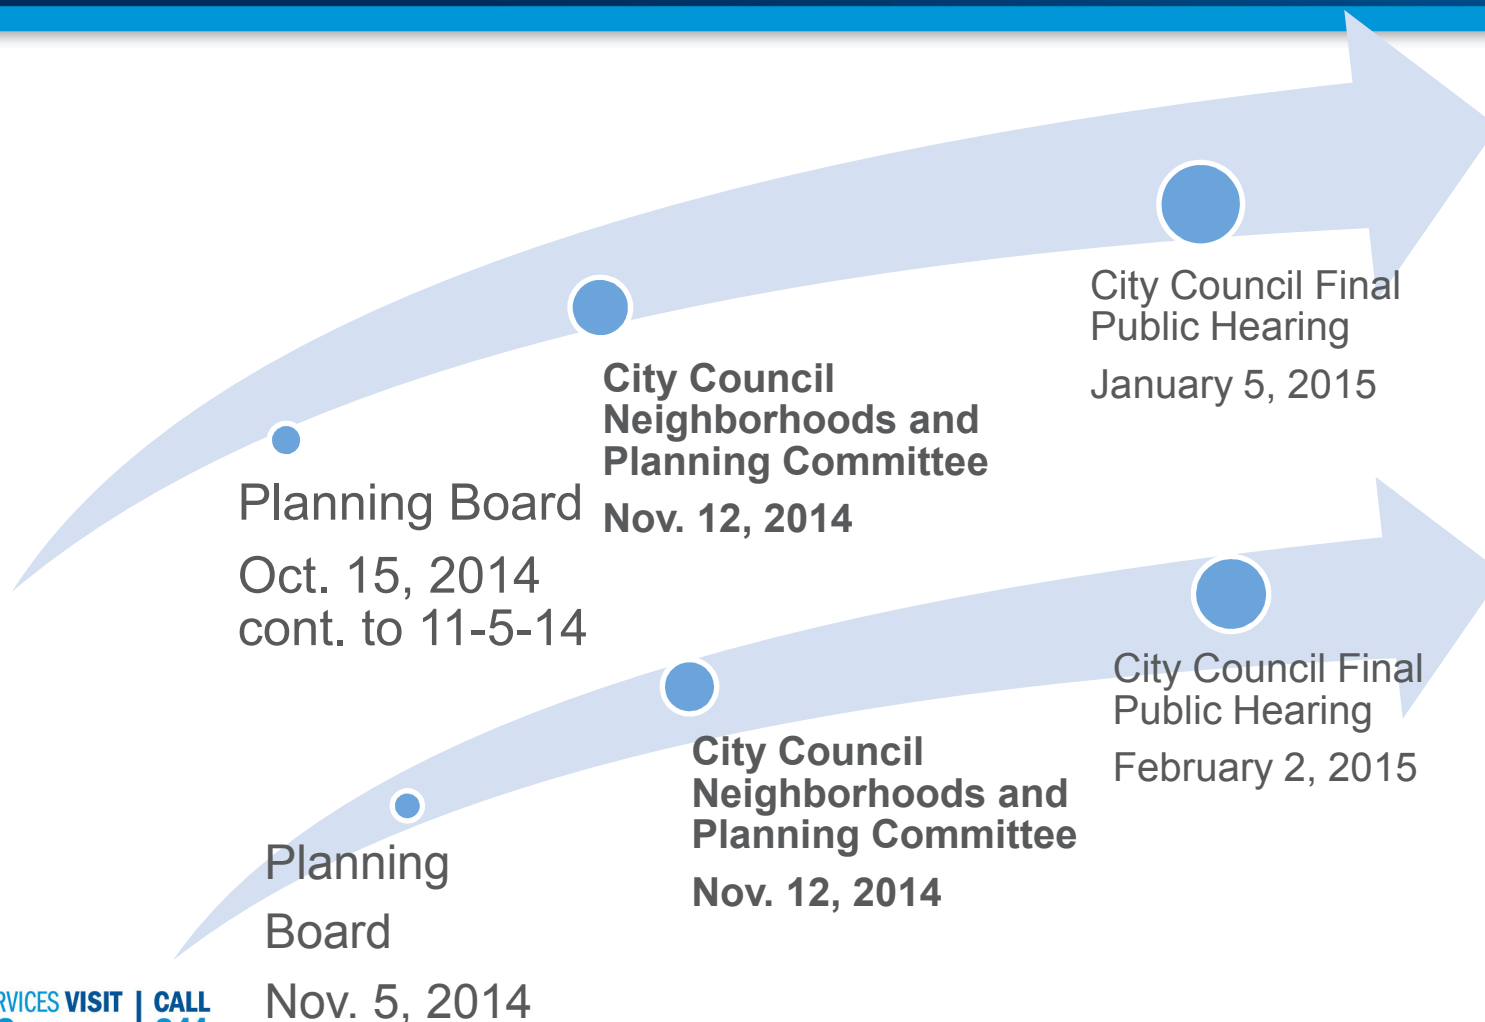 City Council Final
Public Hearing
January 5, 2015
City Council
Neighborhoods and
Planning Committee
Nov. 12, 2014
Planning Board
Oct. 15, 2014
cont. to 11-5-14
City Council Final
Public Hearing
February 2, 2015
City Council
Neighborhoods and
Planning Committee
Nov. 12, 2014
Planning
Board
Nov. 5, 2014
VISIT | CALL